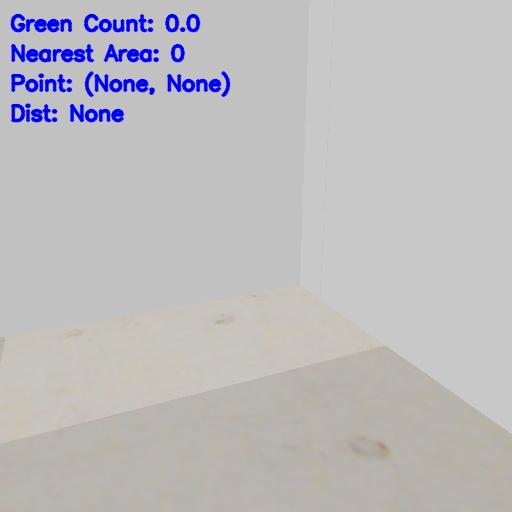 Green Count: 0.0
Nearest Area: 0
Point: (None, None)
Dist: None